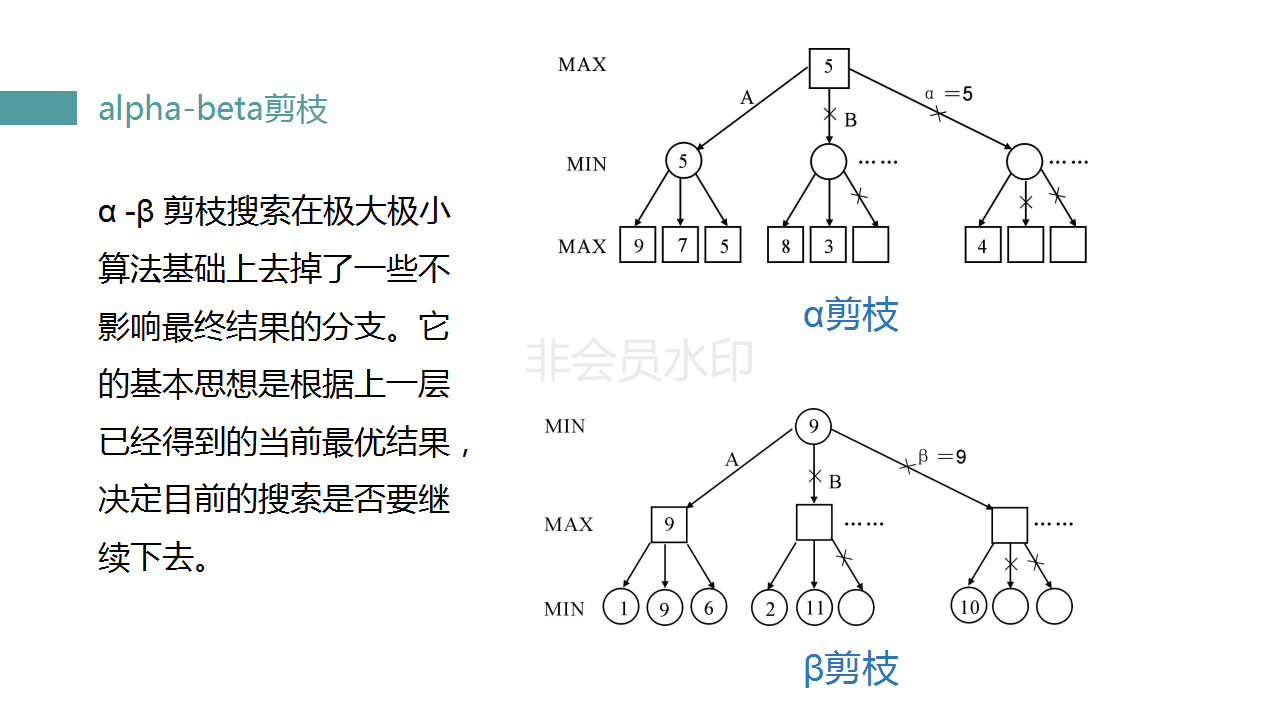 alpha-beta剪枝
α -β 剪枝搜索在极大极小
算法基础上去掉了一些不
影响最终结果的分支。它
的基本思想是根据上一层
已经得到的当前最优结果，
决定目前的搜索是否要继
续下去。
MAX 5
A B α =5
MIN 5 …… ……
MAX 9 7 5 8 3 4
α剪枝
非会员水印
MIN 9
A B β =9
MAX 9 …… ……
MIN 1 9 6 2 11 10
β剪枝